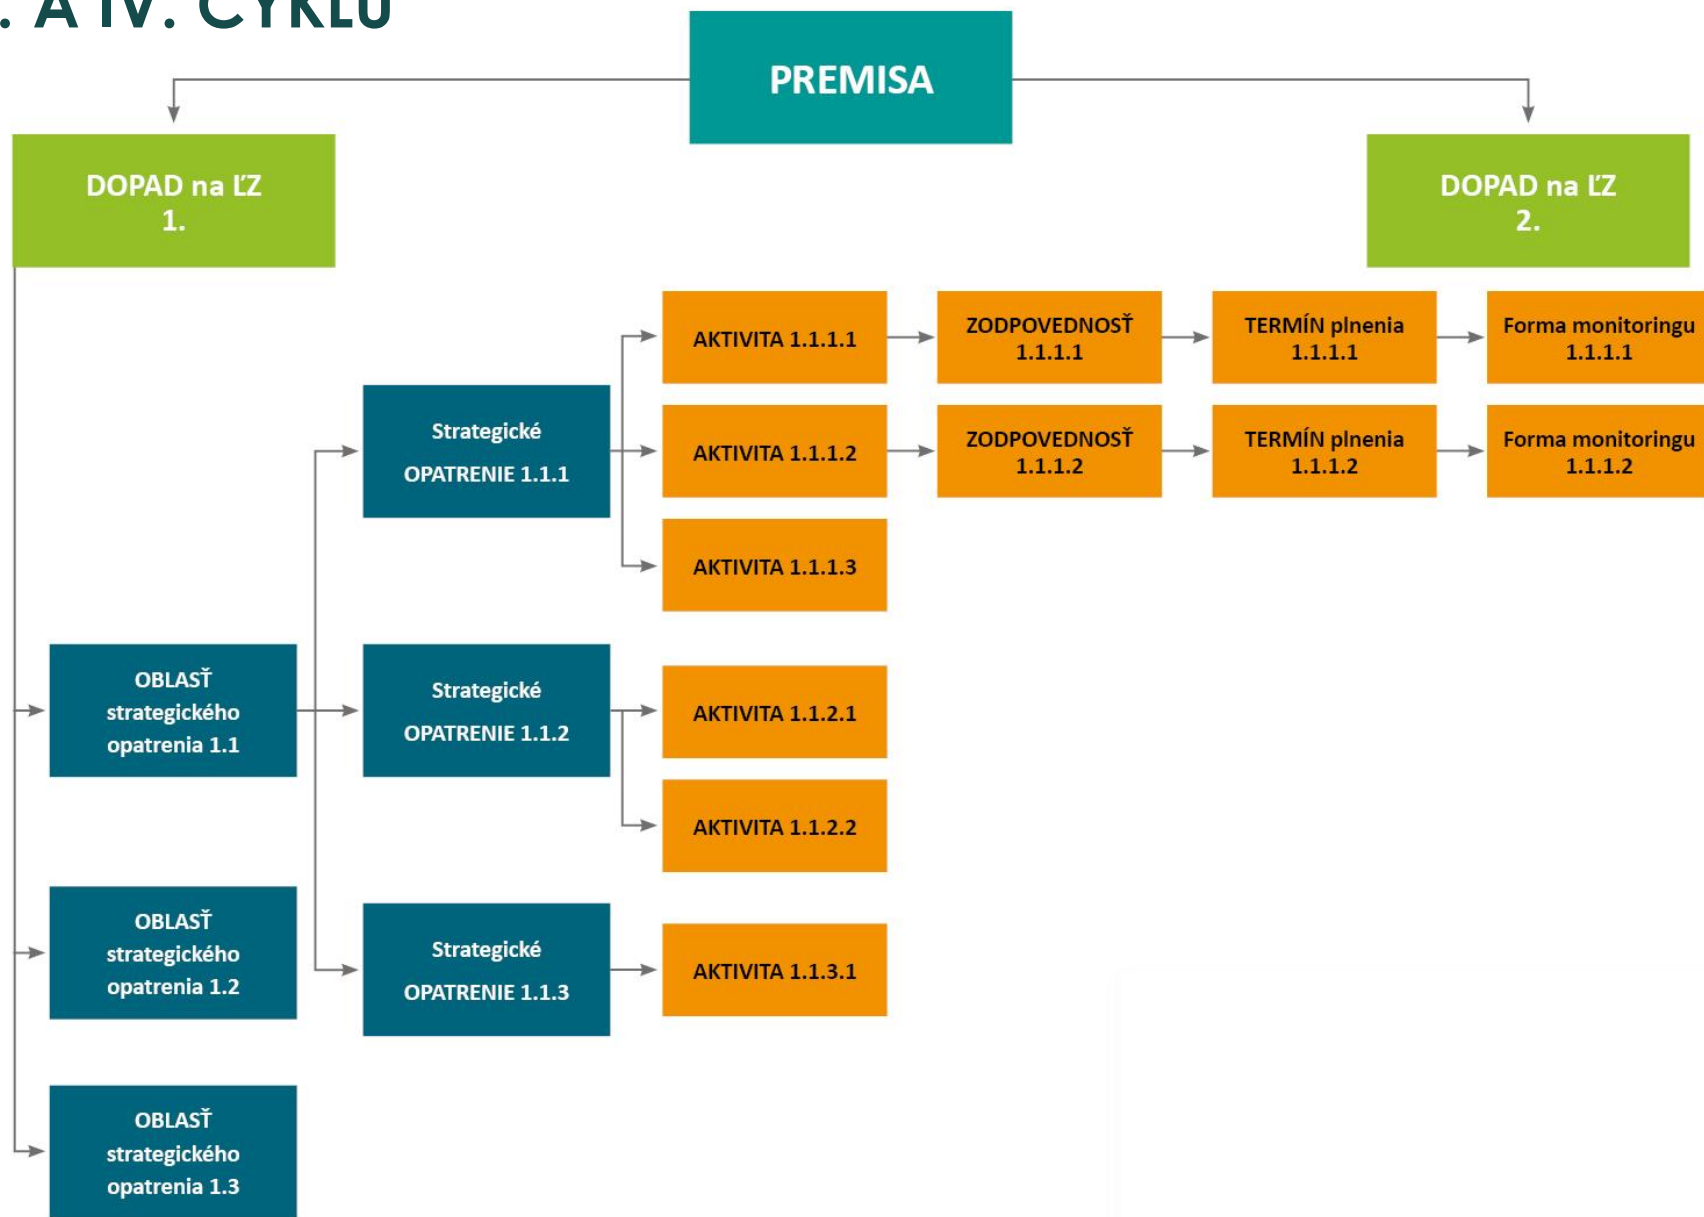 . A IV. CYKLU
PREMISA
DOPAD na ĽZ
1.
DOPAD na ĽZ
2.
AKTIVITA 1.1.1.1
ZODPOVEDNOSŤ
1.1.1.1
TERMÍN plnenia
1.1.1.1
Forma monitoringu
1.1.1.1
Strategické
OPATRENIE 1.1.1
AKTIVITA 1.1.1.2
ZODPOVEDNOSŤ
1.1.1.2
TERMÍN plnenia
1.1.1.2
Forma monitoringu
1.1.1.2
AKTIVITA 1.1.1.3
OBLASŤ
strategického
opatrenia 1.1
Strategické
OPATRENIE 1.1.2
AKTIVITA 1.1.2.1
AKTIVITA 1.1.2.2
OBLASŤ
strategického
opatrenia 1.2
Strategické
OPATRENIE 1.1.3
AKTIVITA 1.1.3.1
OBLASŤ
strategického
opatrenia 1.3